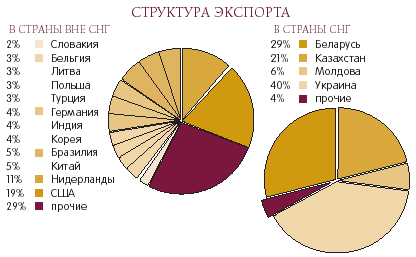 СТРУКТУРА ЭКСПОРТА
В СТРАНЫ ВНЕ СНГ
2% Словакия
3% Бельгия
3% Литва
3% Польша
3% Турция
4% Германия
4% Индия
4% Корея
5% Бразилия
5% Китай
11% Нидерланды
19% США
29% прочие
В СТРАНЫ СНГ
29% Беларусь
21% Казахстан
6% Молдова
40% Украина
4% прочие